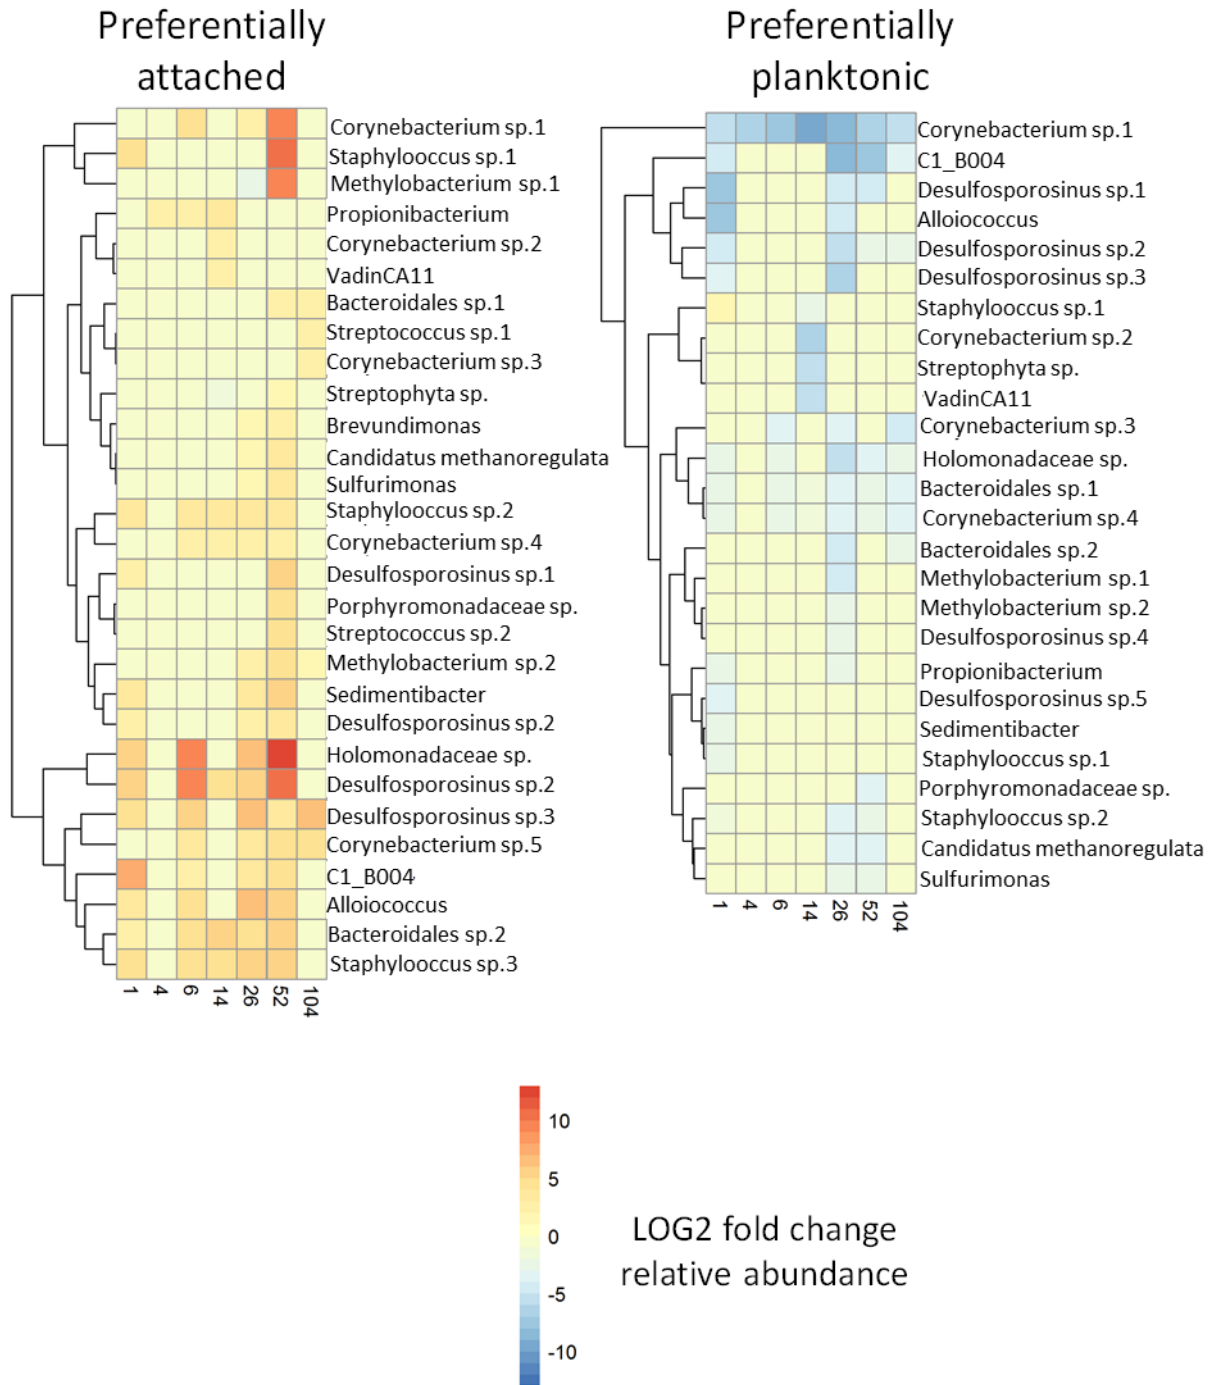 Preferentially
attached
Corynebacterium sp.1
Staphylooccus sp.1
Methylobacterium sp.1
Propionibacterium
Corynebacterium sp.2
VadinCA11
Bacteroidales sp.1
Streptococcus sp.1
Corynebacterium sp.3
Streptophyta sp.
Brevundimonas
Candidatus methanoregulata
Sulfurimonas
Staphylooccus sp.2
Corynebacterium sp.4
Desulfosporosinus sp.1
Porphyromonadaceae sp.
Streptococcus sp.2
Methylobacterium sp.2
Sedimentibacter
Desulfosporosinus sp.2
Holomonadaceae sp.
Desulfosporosinus sp.2
Desulfosporosinus sp.3
Corynebacterium sp.5
C1_B004
Alloiococcus
Bacteroidales sp.2
Staphylooccus sp.3
1 4 6 14 26 52 104
Preferentially
planktonic
Corynebacterium sp.1
C1_B004
Desulfosporosinus sp.1
Alloiococcus
Desulfosporosinus sp.2
Desulfosporosinus sp.3
Staphylooccus sp.1
Corynebacterium sp.2
Streptophyta sp.
VadinCA11
Corynebacterium sp.3
Holomonadaceae sp.
Bacteroidales sp.1
Corynebacterium sp.4
Bacteroidales sp.2
Methylobacterium sp.1
Methylobacterium sp.2
Desulfosporosinus sp.4
Propionibacterium
Desulfosporosinus sp.5
Sedimentibacter
Staphylooccus sp.1
Porphyromonadaceae sp.
Staphylooccus sp.2
Candidatus methanoregulata
Sulfurimonas
1 4 6 14 26 52 104
10
5
0
-5
-10
LOG2 fold change
relative abundance